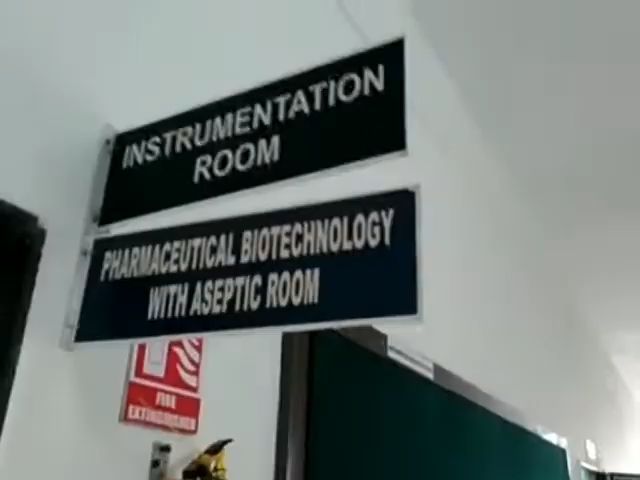 INSTRUMENTATION
ROOM
PHARMACEUTICAL BIOTECHNOLOGY
WITH ASEPTIC ROOM
FIRE
EXTINGUISHER